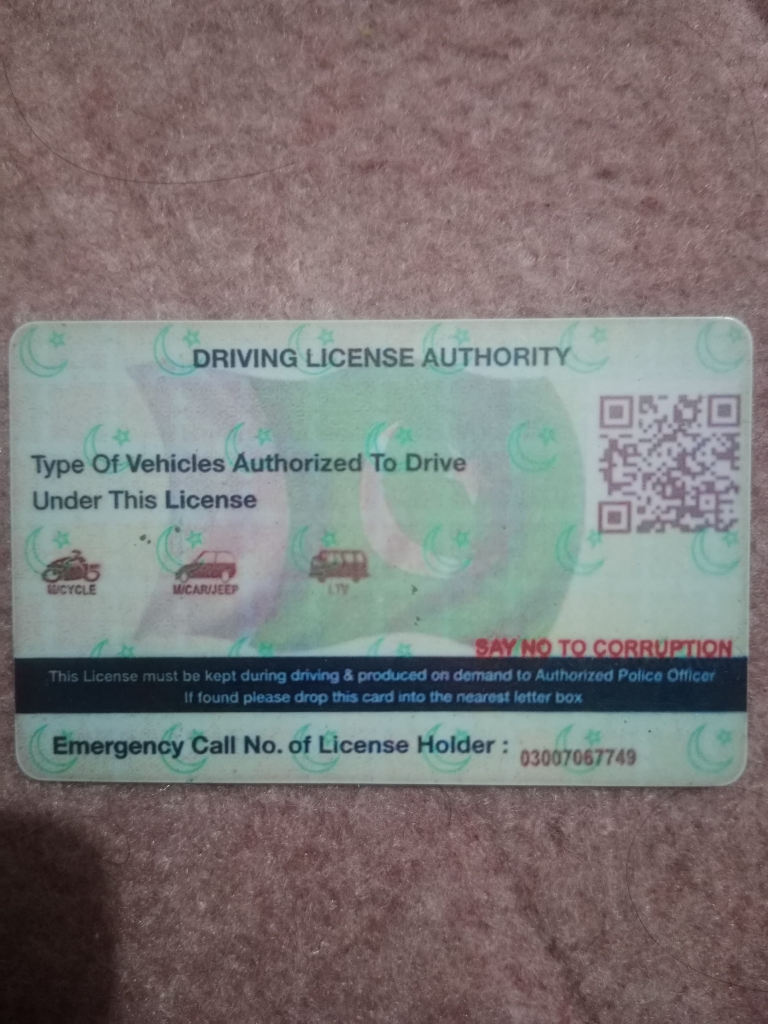 DRIVING LICENSE AUTHORITY
Type Of Vehicles Authorized To Drive
Under This License
M/CYCLE M/CAR/JEEP LTV
SAY NO TO CORRUPTION
This License must be kept during driving & produced on demand to Authorized Police Officer
If found please drop this card into the nearest letter box
Emergency Call No. of License Holder : 03007067749